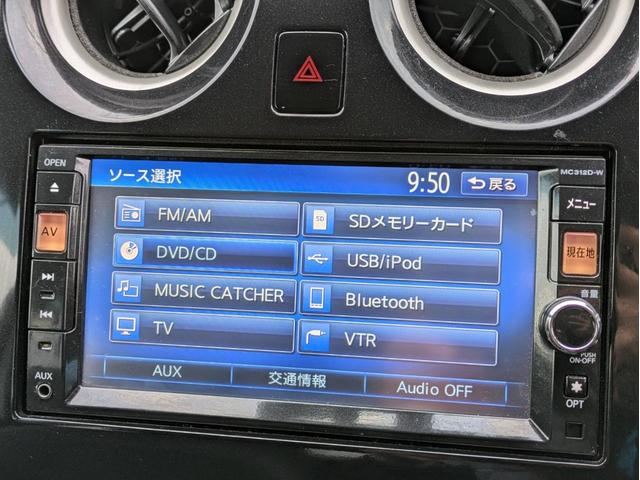 OPEN
MC312D-W
ソース選択
9:50
戻る
メニュー
AV
現在地
FM/AM
SDメモリーカード
SD
DVD/CD
USB/iPod
MUSIC CATCHER
Bluetooth
TV
VTR
音量
PUSH
ON·OFF
AUX
交通情報
Audio OFF
AUX
OPT